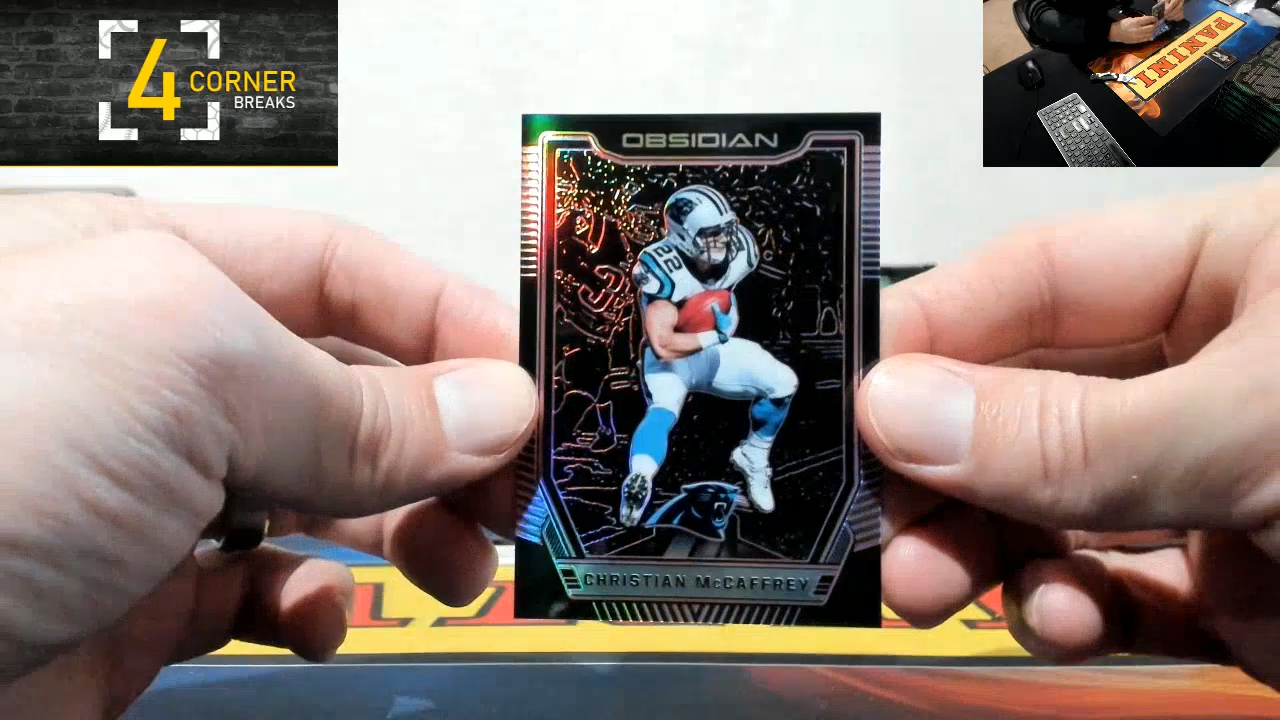 4 CORNER
BREAKS
PANINI
OBSIDIAN
22
CHRISTIAN McCAFFREY